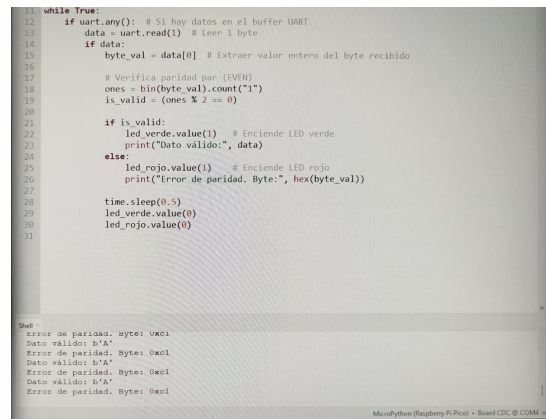 11 while True:
12     if uart.any():  # Si hay datos en el buffer UART
13         data = uart.read(1)  # Leer 1 byte
14         if data:
15             byte_val = data[0]  # Extraer valor entero del byte recibido
16
17             # Verifica paridad par (EVEN)
18             ones = bin(byte_val).count("1")
19             is_valid = (ones % 2 == 0)
20
21             if is_valid:
22                 led_verde.value(1)   # Enciende LED verde
23                 print("Dato válido:", data)
24             else:
25                 led_rojo.value(1)    # Enciende LED rojo
26                 print("Error de paridad. Byte:", hex(byte_val))
27
28             time.sleep(0.5)
29             led_verde.value(0)
30             led_rojo.value(0)
31
Shell
Error de paridad. Byte: 0xc1
Dato válido: b'A'
Error de paridad. Byte: 0xc1
Dato válido: b'A'
Error de paridad. Byte: 0xc1
Dato válido: b'A'
Error de paridad. Byte: 0xc1
MicroPython (Raspberry Pi Pico) • Board CDC @ COM4